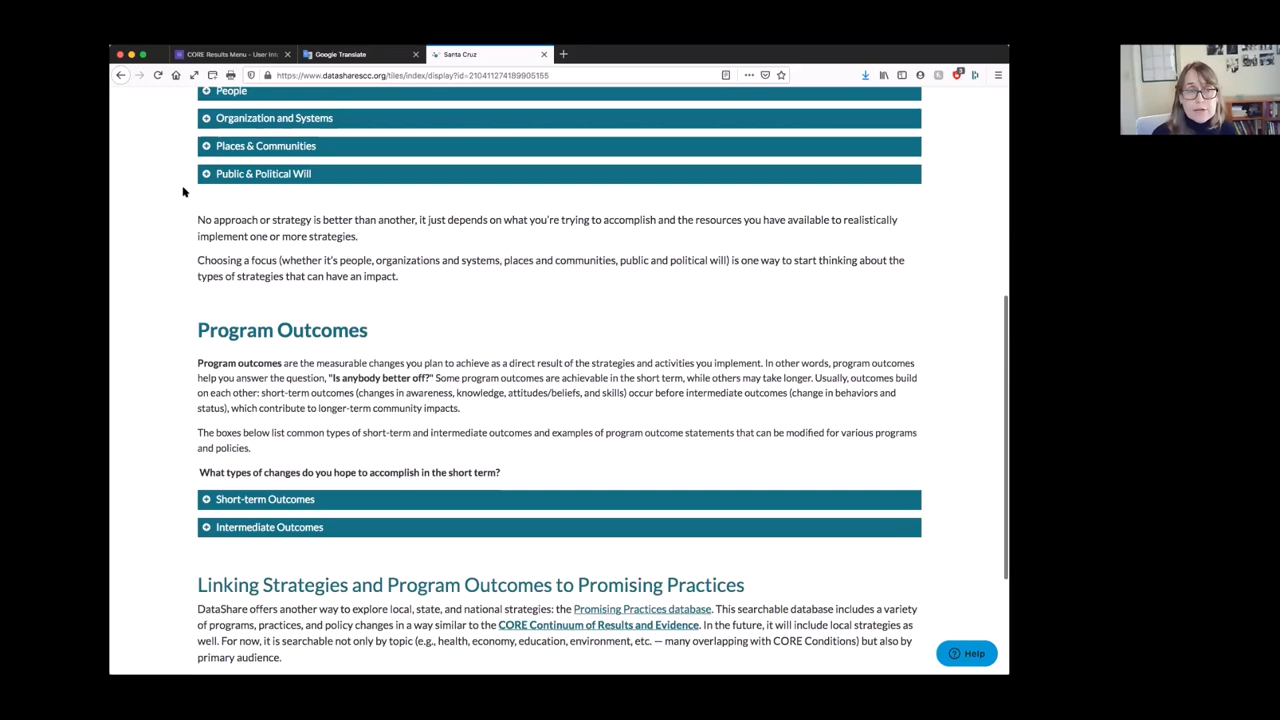 CORE Results Menu - User Int
Google Translate
Santa Cruz
https://www.datasharescc.org/tiles/index/display?id=210411274189905155
People
Organization and Systems
Places & Communities
Public & Political Will
No approach or strategy is better than another, it just depends on what you're trying to accomplish and the resources you have available to realistically
implement one or more strategies.
Choosing a focus (whether it's people, organizations and systems, places and communities, public and political will) is one way to start thinking about the
types of strategies that can have an impact.
Program Outcomes
Program outcomes are the measurable changes you plan to achieve as a direct result of the strategies and activities you implement. In other words, program outcomes
help you answer the question, "Is anybody better off?" Some program outcomes are achievable in the short term, while others may take longer. Usually, outcomes build
on each other: short-term outcomes (changes in awareness, knowledge, attitudes/beliefs, and skills) occur before intermediate outcomes (change in behaviors and
status), which contribute to longer-term community impacts.
The boxes below list common types of short-term and intermediate outcomes and examples of program outcome statements that can be modified for various programs
and policies.
What types of changes do you hope to accomplish in the short term?
Short-term Outcomes
Intermediate Outcomes
Linking Strategies and Program Outcomes to Promising Practices
DataShare offers another way to explore local, state, and national strategies: the Promising Practices database. This searchable database includes a variety
of programs, practices, and policy changes in a way similar to the CORE Continuum of Results and Evidence. In the future, it will include local strategies as
well. For now, it is searchable not only by topic (e.g., health, economy, education, environment, etc. — many overlapping with CORE Conditions) but also by
primary audience.
Help